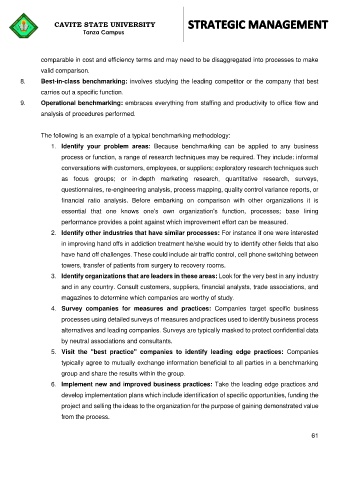 CAVITE STATE UNIVERSITY
Tanza Campus
STRATEGIC MANAGEMENT
comparable in cost and efficiency terms and may need to be disaggregated into processes to make
valid comparison.
8. Best-in-class benchmarking: involves studying the leading competitor or the company that best
carries out a specific function.
9. Operational benchmarking: embraces everything from staffing and productivity to office flow and
analysis of procedures performed.
The following is an example of a typical benchmarking methodology:
1. Identify your problem areas: Because benchmarking can be applied to any business
process or function, a range of research techniques may be required. They include: informal
conversations with customers, employees, or suppliers; exploratory research techniques such
as focus groups; or in-depth marketing research, quantitative research, surveys,
questionnaires, re-engineering analysis, process mapping, quality control variance reports, or
financial ratio analysis. Before embarking on comparison with other organizations it is
essential that one knows one's own organization's function, processes; base lining
performance provides a point against which improvement effort can be measured.
2. Identify other industries that have similar processes: For instance if one were interested
in improving hand offs in addiction treatment he/she would try to identify other fields that also
have hand off challenges. These could include air traffic control, cell phone switching between
towers, transfer of patients from surgery to recovery rooms.
3. Identify organizations that are leaders in these areas: Look for the very best in any industry
and in any country. Consult customers, suppliers, financial analysts, trade associations, and
magazines to determine which companies are worthy of study.
4. Survey companies for measures and practices: Companies target specific business
processes using detailed surveys of measures and practices used to identify business process
alternatives and leading companies. Surveys are typically masked to protect confidential data
by neutral associations and consultants.
5. Visit the "best practice" companies to identify leading edge practices: Companies
typically agree to mutually exchange information beneficial to all parties in a benchmarking
group and share the results within the group.
6. Implement new and improved business practices: Take the leading edge practices and
develop implementation plans which include identification of specific opportunities, funding the
project and selling the ideas to the organization for the purpose of gaining demonstrated value
from the process.
61